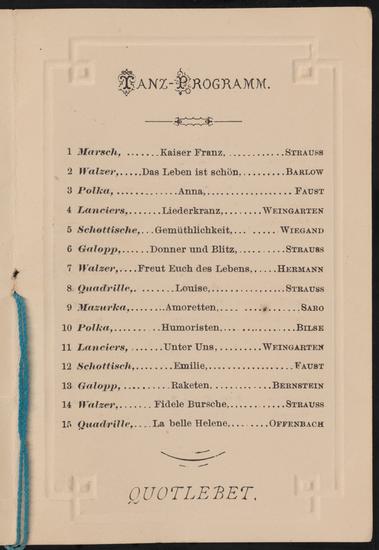 TANZ-PROGRAMM.
1 Marsch, .......Kaiser Franz,............STRAUSS
2 Walzer,.....Das Leben ist schön,.........BARLOW
3 Polka,.............Anna,..................FAUST
4 Lanciers,.......Liederkranz,.........WEINGARTEN
5 Schottische,...Gemüthlichkeit,.... ......WIEGAND
6 Galopp,......Donner und Blitz,..........STRAUSS
7 Walzer,....Freut Euch des Lebens,.....HERMANN
8 Quadrille,. .......Louise,...............STRAUSS
9 Mazurka,........Amoretten,.... ..........SARO
10 Polka,.........Humoristen,...............BILSE
11 Lanciers,.......Unter Uns,..........WEINGARTEN
12 Schottisch,......Emilie,................FAUST
13 Galopp,...........Raketen,............BERNSTEIN
14 Walzer,...... Fidele Bursche,...........STRAUSS
15 Quadrille,....La belle Helene,........OFFENBACH
QUOTLEBET.